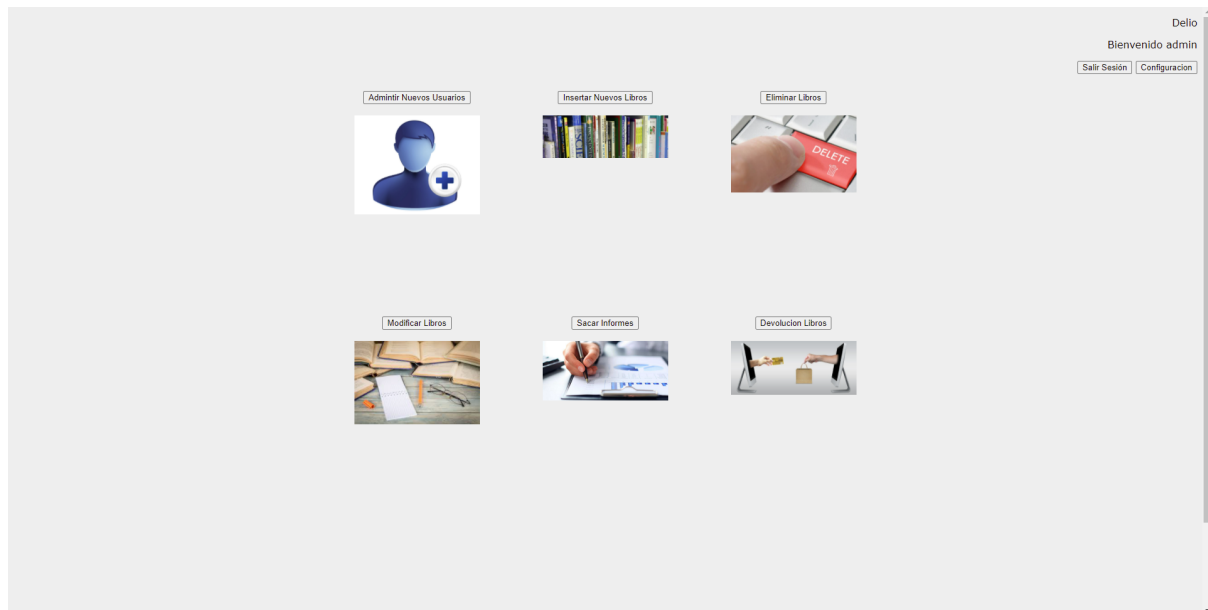 Delio
Bienvenido admin
Salir Sesión Configuracion
Admintir Nuevos Usuarios Insertar Nuevos Libros Eliminar Libros
DELETE
Modificar Libros Sacar Informes Devolucion Libros